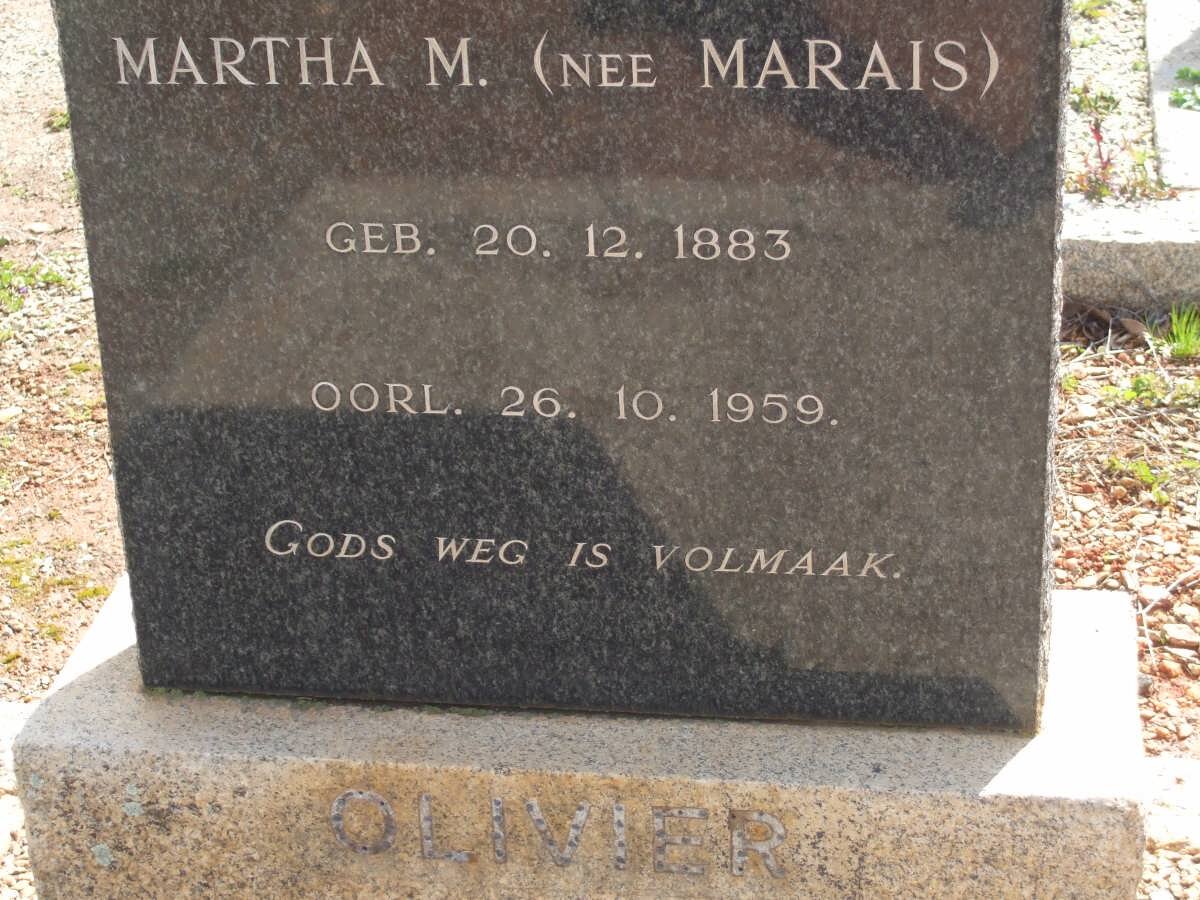 MARTHA M. (NEE MARAIS)
GEB. 20. 12. 1883
OORL. 26. 10. 1959.
GODS WEG IS VOLMAAK.
OLIVIER